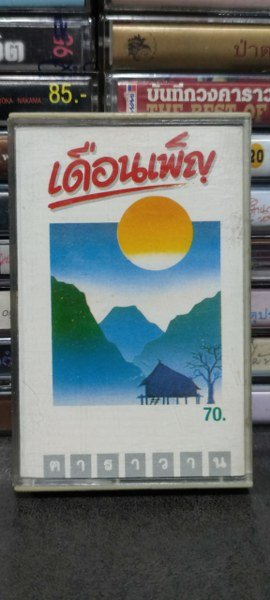 85.-
บันทึกวงคาราว
THE BEST OF
20
เดือนเพ็ญ
70.
คาราวาน